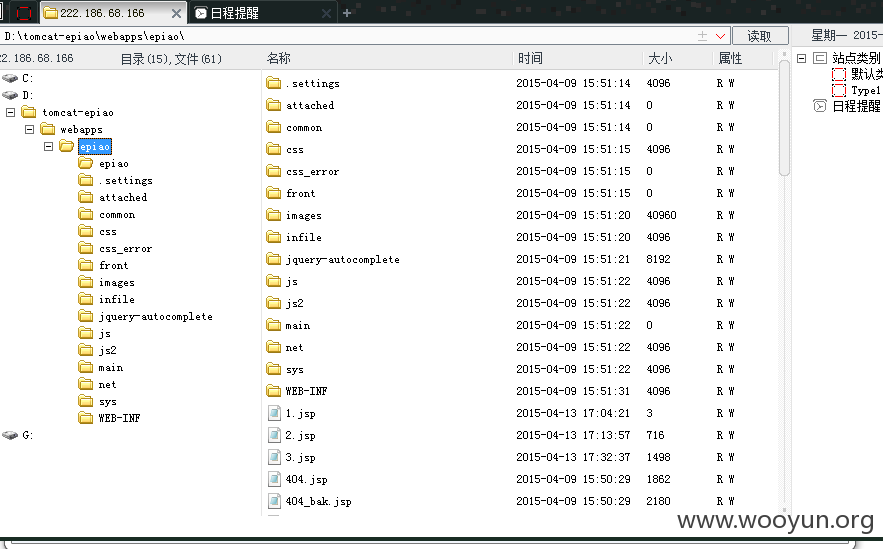 222.186.68.166 日程提醒
D:\tomcat-epiao\webapps\epiao\ 读取 星期一 2015-
2.186.68.166 目录(15),文件(61) 名称 时间 大小 属性
站点类别
默认类
Type1
日程提醒
C:
D:
tomcat-epiao
webapps
epiao
epiao
.settings
attached
common
css
css_error
front
images
infile
jquery-autocomplete
js
js2
main
net
sys
WEB-INF
G:
.settings 2015-04-09 15:51:14 4096 R W
attached 2015-04-09 15:51:14 0 R W
common 2015-04-09 15:51:14 0 R W
css 2015-04-09 15:51:15 4096 R W
css_error 2015-04-09 15:51:15 0 R W
front 2015-04-09 15:51:15 0 R W
images 2015-04-09 15:51:20 40960 R W
infile 2015-04-09 15:51:20 4096 R W
jquery-autocomplete 2015-04-09 15:51:21 8192 R W
js 2015-04-09 15:51:22 4096 R W
js2 2015-04-09 15:51:22 4096 R W
main 2015-04-09 15:51:22 0 R W
net 2015-04-09 15:51:22 4096 R W
sys 2015-04-09 15:51:22 4096 R W
WEB-INF 2015-04-09 15:51:31 4096 R W
1.jsp 2015-04-13 17:04:21 3 R W
2.jsp 2015-04-13 17:13:57 716 R W
3.jsp 2015-04-13 17:32:37 1498 R W
404.jsp 2015-04-09 15:50:29 1862 R W
404_bak.jsp 2015-04-09 15:50:29 2180 R W
www.wooyun.org